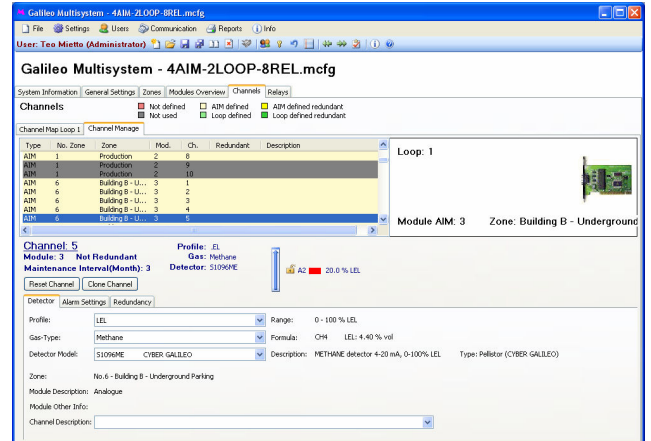 Galileo Multisystem - 4AIM-2LOOP-8REL.mcfg
File Settings Users Communication Reports Info
User: Teo Mietto (Administrator)
Galileo Multisystem - 4AIM-2LOOP-8REL.mcfg
System Information General Settings Zones Modules Overview Channels Relays
Channels Not defined AIM defined AIM defined redundant
Not used Loop defined Loop defined redundant
Channel Map Loop 1 Channel Manage
Type No. Zone Zone Mod. Ch. Redundant Description
AIM 1 Production 2 8
AIM 1 Production 2 9
AIM 1 Production 2 10
AIM 6 Building B - U... 3 1
AIM 6 Building B - U... 3 2
AIM 6 Building B - U... 3 3
AIM 6 Building B - U... 3 4
AIM 6 Building B - U... 3 5
Loop: 1
Module AIM: 3 Zone: Building B - Underground
Channel: 5 Profile: .EL
Module: 3 Not Redundant Gas: Methane
Maintenance Interval(Month): 3 Detector: S1096ME
A2 20.0 % LEL
Reset Channel Clone Channel
Detector Alarm Settings Redundancy
Profile: LEL Range: 0 - 100 % LEL
Gas-Type: Methane Formula: CH4 LEL: 4.40 % vol
Detector Model: S1096ME CYBER GALILEO Description: METHANE detector 4-20 mA, 0-100% LEL Type: Pellistor (CYBER GALILEO)
Zone: No.6 - Building B - Underground Parking
Module Description: Analogue
Module Other Info:
Channel Description: